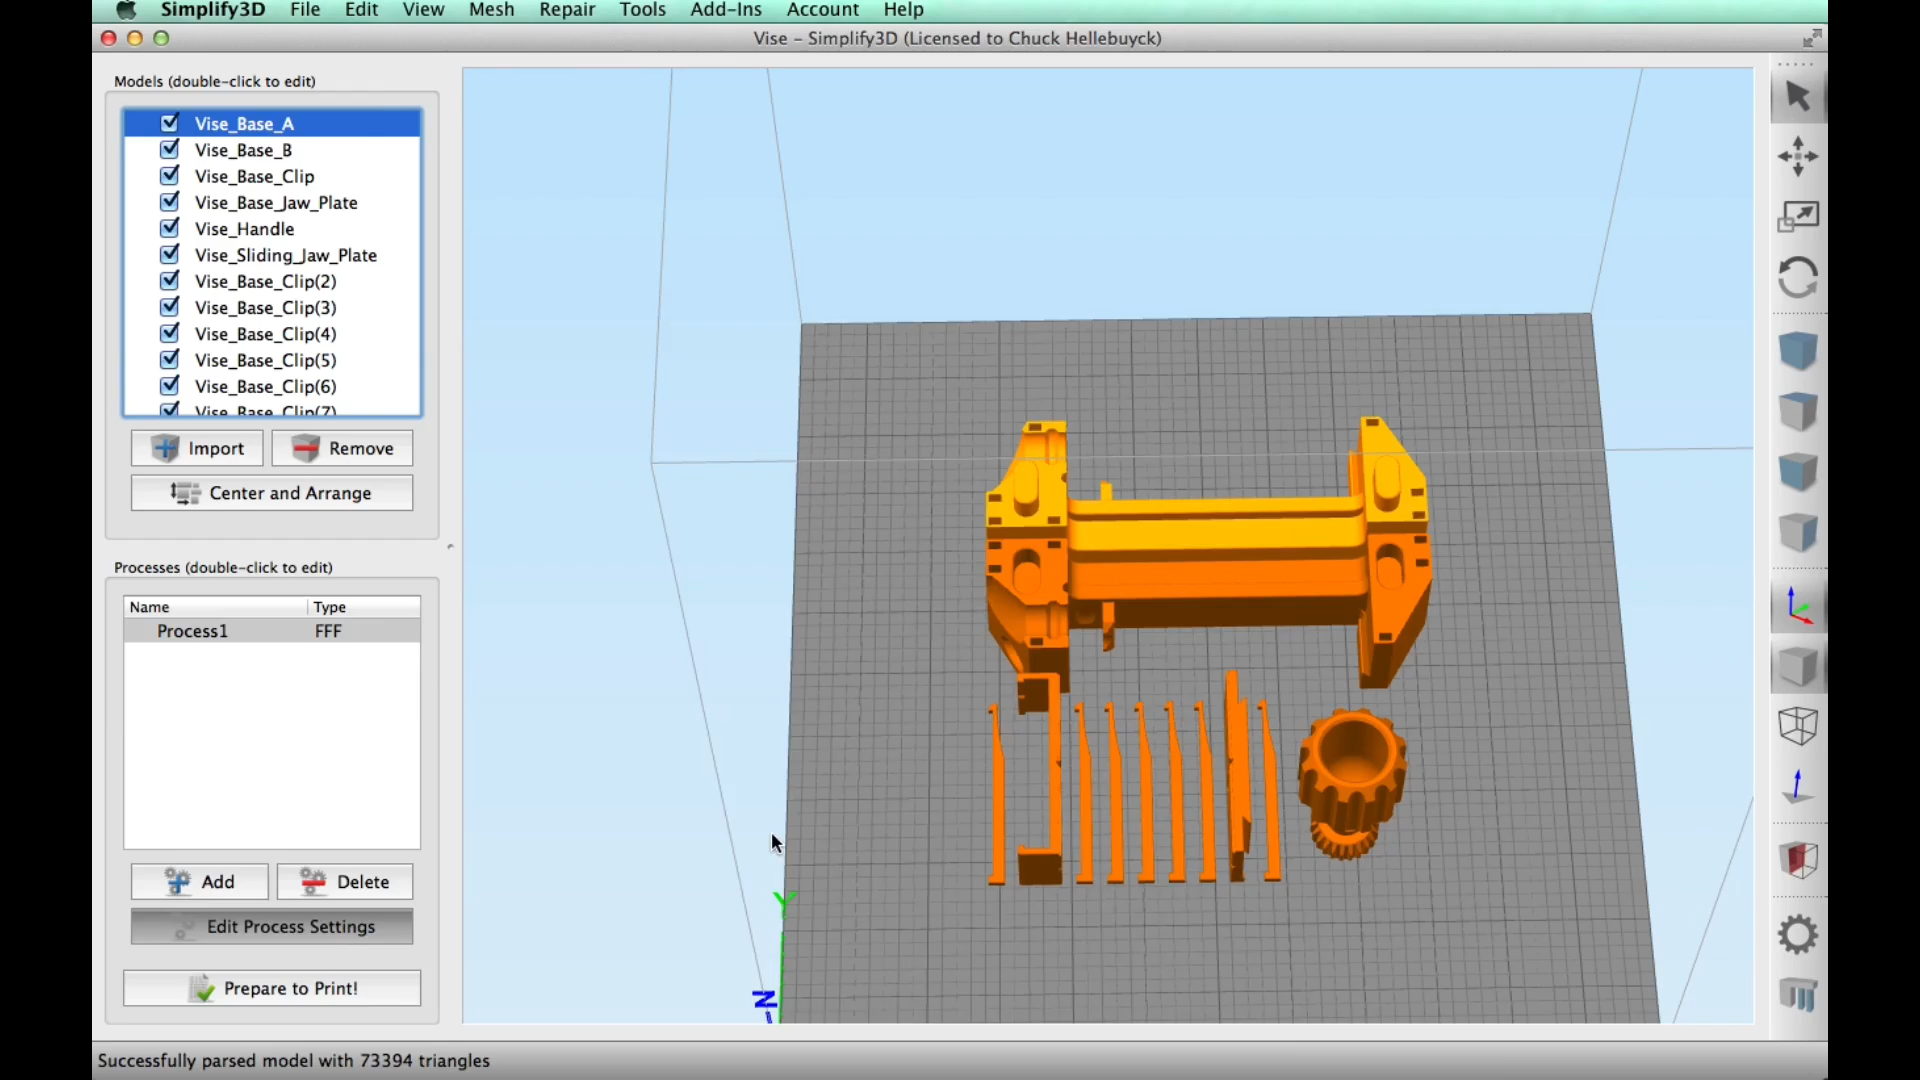 Simplify3D File Edit View Mesh Repair Tools Add-Ins Account Help
Vise - Simplify3D (Licensed to Chuck Hellebuyck)
Models (double-click to edit)
Vise_Base_A
Vise_Base_B
Vise_Base_Clip
Vise_Base_Jaw_Plate
Vise_Handle
Vise_Sliding_Jaw_Plate
Vise_Base_Clip(2)
Vise_Base_Clip(3)
Vise_Base_Clip(4)
Vise_Base_Clip(5)
Vise_Base_Clip(6)
Vise_Base_Clip(7)
Import Remove
Center and Arrange
Processes (double-click to edit)
Name Type
Process1 FFF
Add Delete
Edit Process Settings
Prepare to Print!
Y
Z
Successfully parsed model with 73394 triangles